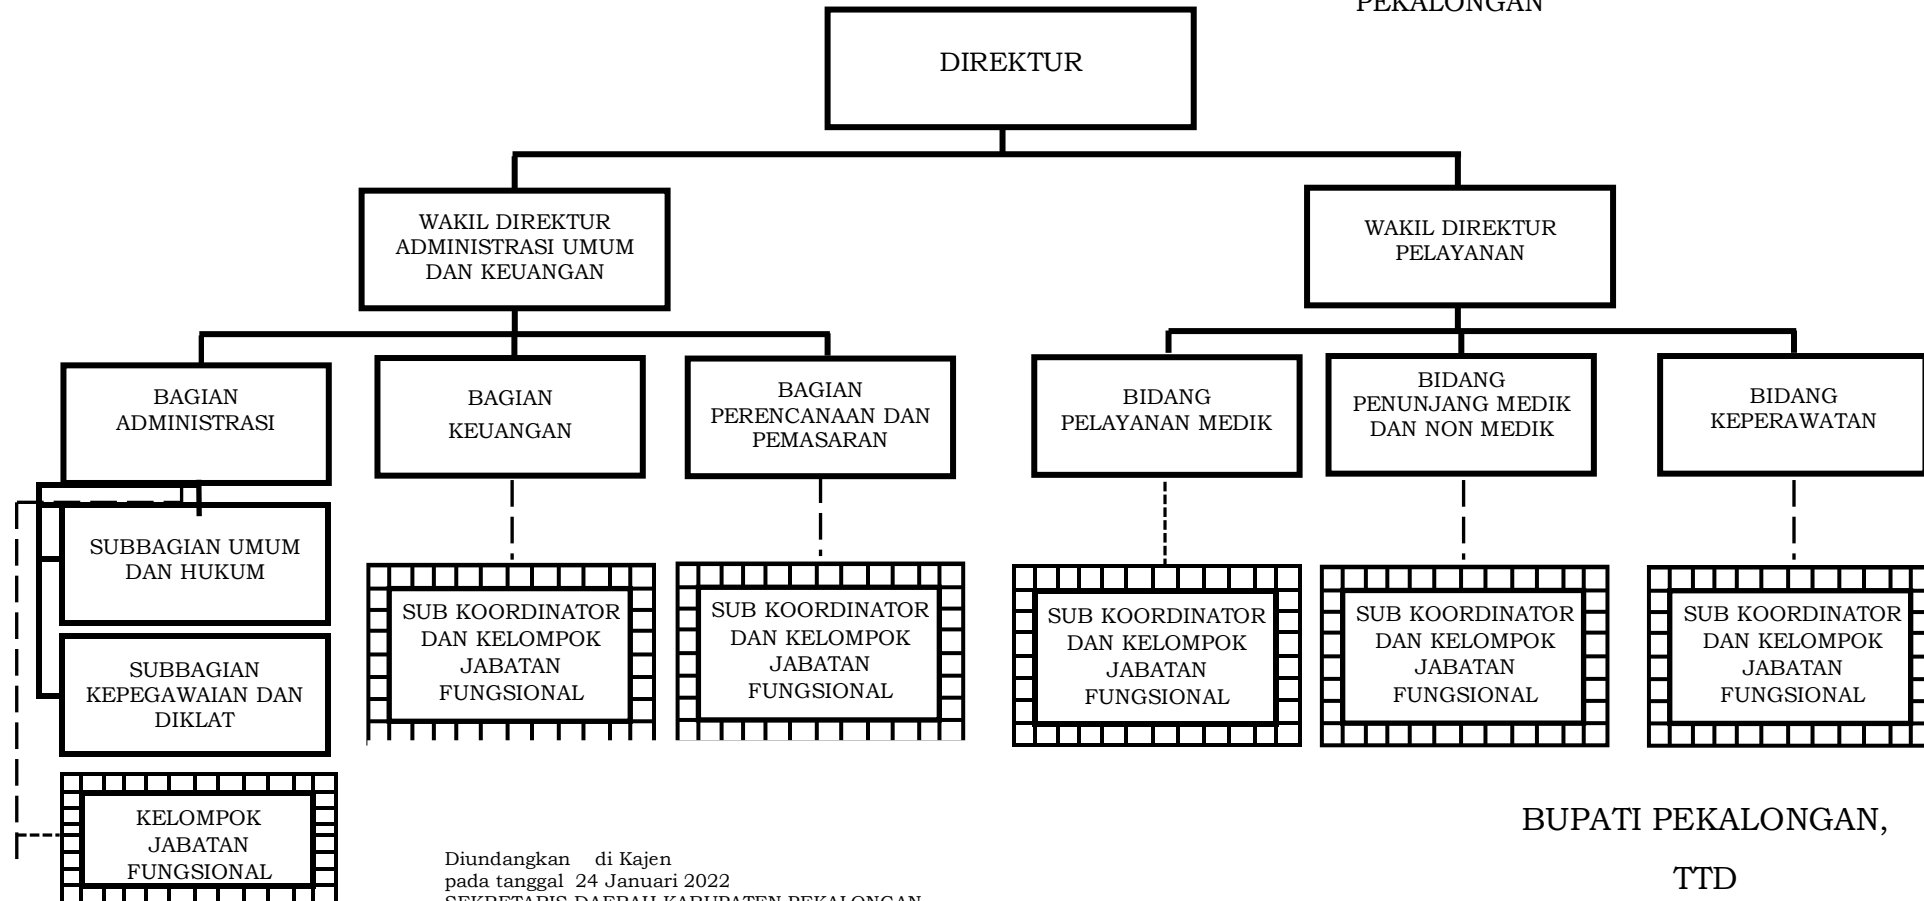 PEKALONGAN
DIREKTUR
WAKIL DIREKTUR
ADMINISTRASI UMUM
DAN KEUANGAN
WAKIL DIREKTUR
PELAYANAN
BAGIAN
ADMINISTRASI
BAGIAN
KEUANGAN
BAGIAN
PERENCANAAN DAN
PEMASARAN
BIDANG
PELAYANAN MEDIK
BIDANG
PENUNJANG MEDIK
DAN NON MEDIK
BIDANG
KEPERAWATAN
SUBBAGIAN UMUM
DAN HUKUM
SUBBAGIAN
KEPEGAWAIAN DAN
DIKLAT
KELOMPOK
JABATAN
FUNGSIONAL
SUB KOORDINATOR
DAN KELOMPOK
JABATAN
FUNGSIONAL
SUB KOORDINATOR
DAN KELOMPOK
JABATAN
FUNGSIONAL
SUB KOORDINATOR
DAN KELOMPOK
JABATAN
FUNGSIONAL
SUB KOORDINATOR
DAN KELOMPOK
JABATAN
FUNGSIONAL
SUB KOORDINATOR
DAN KELOMPOK
JABATAN
FUNGSIONAL
BUPATI PEKALONGAN,
TTD
Diundangkan di Kajen
pada tanggal 24 Januari 2022
SEKRETARIS DAERAH KABUPATEN PEKALONGAN